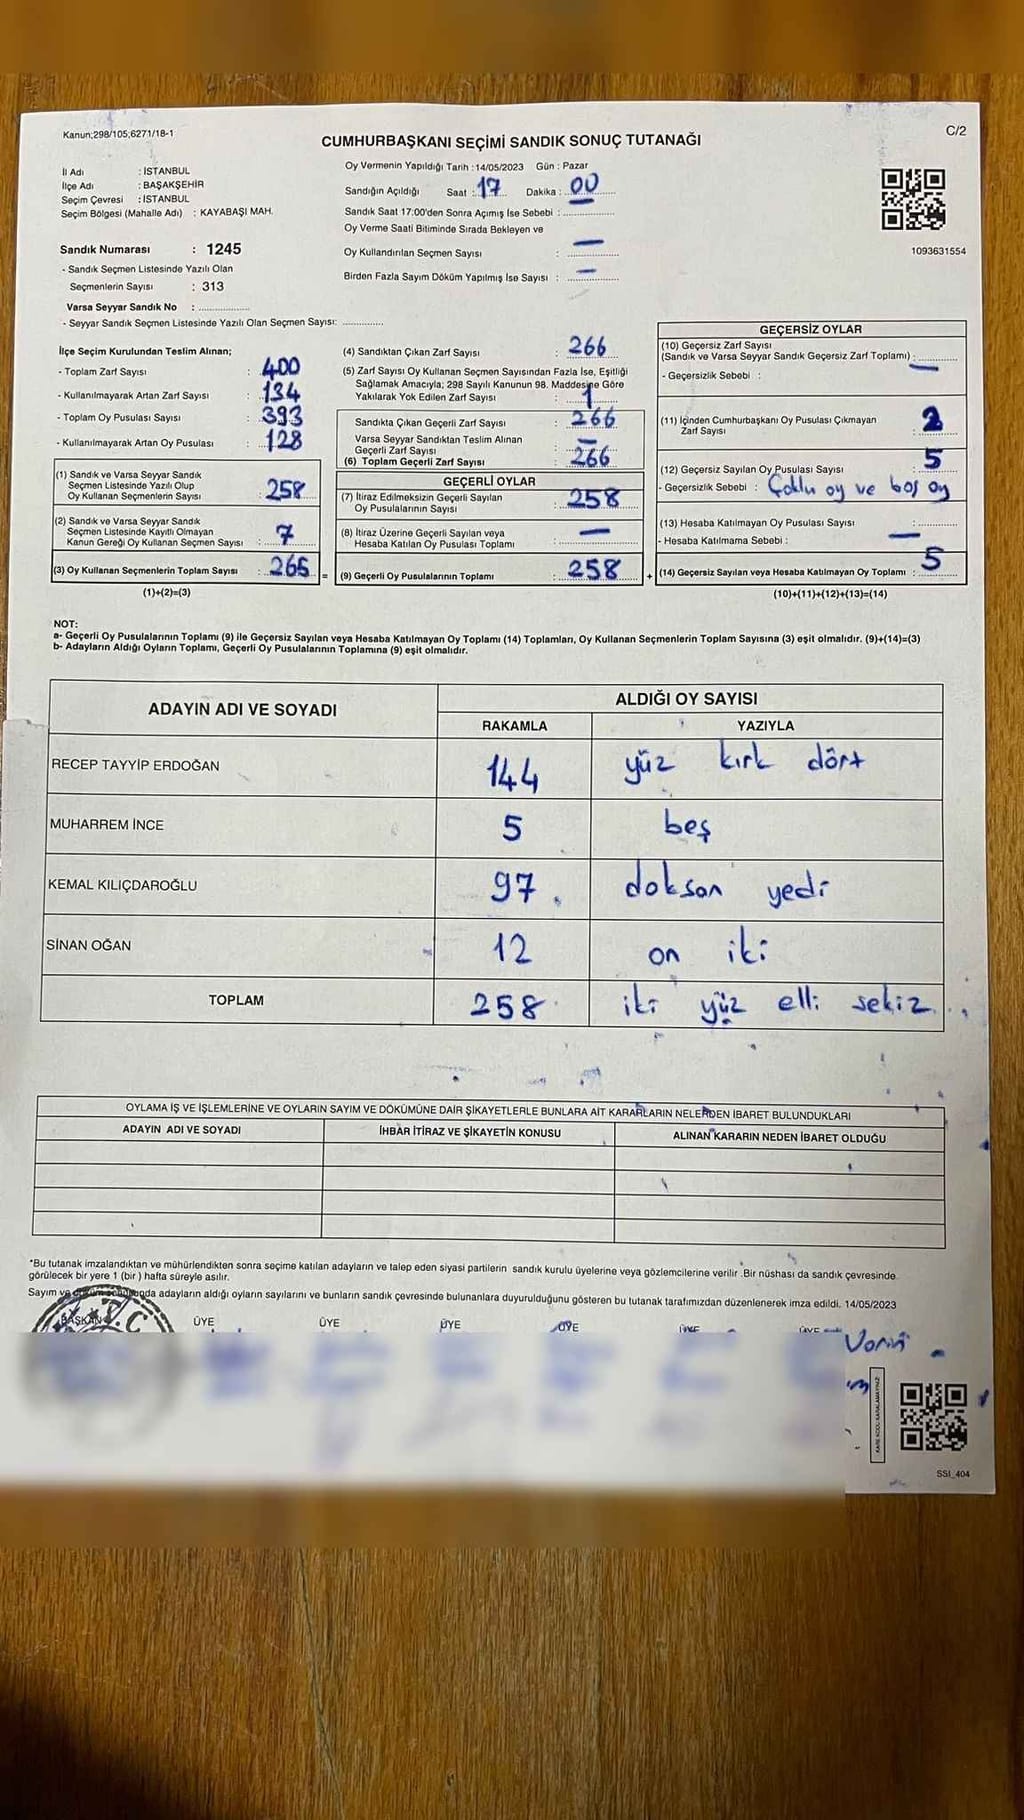 Kanun;298/105;6271/18-1
C/2
CUMHURBAŞKANI SEÇİMİ SANDIK SONUÇ TUTANAĞI
İl Adı : İSTANBUL
İlçe Adı : BAŞAKŞEHİR
Seçim Çevresi : İSTANBUL
Seçim Bölgesi (Mahalle Adı) : KAYABAŞI MAH.
Sandık Numarası : 1245
- Sandık Seçmen Listesinde Yazılı Olan
Seçmenlerin Sayısı : 313
Varsa Seyyar Sandık No : ..................
- Seyyar Sandık Seçmen Listesinde Yazılı Olan Seçmen Sayısı: ..............
Oy Vermenin Yapıldığı Tarih : 14/05/2023 Gün : Pazar
Sandığın Açıldığı Saat : 17 Dakika : 00
Sandık Saat 17:00'den Sonra Açımış İse Sebebi : ..................
Oy Verme Saati Bitiminde Sırada Bekleyen ve
Oy Kullandırılan Seçmen Sayısı : —
Birden Fazla Sayım Döküm Yapılmış İse Sayısı : —
1093631554
İlçe Seçim Kurulundan Teslim Alınan;
- Toplam Zarf Sayısı : 400
- Kullanılmayarak Artan Zarf Sayısı : 134
- Toplam Oy Pusulası Sayısı : 393
- Kullanılmayarak Artan Oy Pusulası : 128
(1) Sandık ve Varsa Seyyar Sandık
Seçmen Listesinde Yazılı Olup
Oy Kullanan Seçmenlerin Sayısı : 258
(2) Sandık ve Varsa Seyyar Sandık
Seçmen Listesinde Kayıtlı Olmayan
Kanun Gereği Oy Kullanan Seçmen Sayısı : 7
(3) Oy Kullanan Seçmenlerin Toplam Sayısı : 265 =
(1)+(2)=(3)
(4) Sandıktan Çıkan Zarf Sayısı : 266
(5) Zarf Sayısı Oy Kullanan Seçmen Sayısından Fazla İse, Eşitliği
Sağlamak Amacıyla; 298 Sayılı Kanunun 98. Maddesine Göre
Yakılarak Yok Edilen Zarf Sayısı : 1
Sandıkta Çıkan Geçerli Zarf Sayısı : 266
Varsa Seyyar Sandıktan Teslim Alınan
Geçerli Zarf Sayısı : —
(6) Toplam Geçerli Zarf Sayısı : 266
GEÇERLİ OYLAR
(7) İtiraz Edilmeksizin Geçerli Sayılan
Oy Pusulalarının Sayısı : 258
(8) İtiraz Üzerine Geçerli Sayılan veya
Hesaba Katılan Oy Pusulası Toplamı : —
(9) Geçerli Oy Pusulalarının Toplamı : 258 +
GEÇERSİZ OYLAR
(10) Geçersiz Zarf Sayısı
(Sandık ve Varsa Seyyar Sandık Geçersiz Zarf Toplamı) : —
- Geçersizlik Sebebi :
(11) İçinden Cumhurbaşkanı Oy Pusulası Çıkmayan
Zarf Sayısı : 2
(12) Geçersiz Sayılan Oy Pusulası Sayısı : 5
- Geçersizlik Sebebi : Çoklu oy ve boş oy
(13) Hesaba Katılmayan Oy Pusulası Sayısı : ............
- Hesaba Katılmama Sebebi : —
(14) Geçersiz Sayılan veya Hesaba Katılmayan Oy Toplamı : 5
(10)+(11)+(12)+(13)=(14)
NOT:
a- Geçerli Oy Pusulalarının Toplamı (9) ile Geçersiz Sayılan veya Hesaba Katılmayan Oy Toplamı (14) Toplamları, Oy Kullanan Seçmenlerin Toplam Sayısına (3) eşit olmalıdır. (9)+(14)=(3)
b- Adayların Aldığı Oyların Toplamı, Geçerli Oy Pusulalarının Toplamına (9) eşit olmalıdır.
ADAYIN ADI VE SOYADI
ALDIĞI OY SAYISI
RAKAMLA YAZIYLA
RECEP TAYYİP ERDOĞAN 144 yüz kırk dört
MUHARREM İNCE 5 beş
KEMAL KILIÇDAROĞLU 97 doksan yedi
SİNAN OĞAN 12 on iki
TOPLAM 258 iki yüz elli sekiz
OYLAMA İŞ VE İŞLEMLERİNE VE OYLARIN SAYIM VE DÖKÜMÜNE DAİR ŞİKAYETLERLE BUNLARA AİT KARARLARIN NELERDEN İBARET BULUNDUKLARI
ADAYIN ADI VE SOYADI İHBAR İTİRAZ VE ŞİKAYETİN KONUSU ALINAN KARARIN NEDEN İBARET OLDUĞU
*Bu tutanak imzalandıktan ve mühürlendikten sonra seçime katılan adayların ve talep eden siyasi partilerin sandık kurulu üyelerine veya gözlemcilerine verilir .Bir nüshası da sandık çevresinde
görülecek bir yere 1 (bir ) hafta süreyle asılır.
Sayım ve döküm sonucunda adayların aldığı oyların sayılarını ve bunların sandık çevresinde bulunanlara duyurulduğunu gösteren bu tutanak tarafımızdan düzenlenerek imza edildi. 14/05/2023
BAŞKAN ÜYE ÜYE ÜYE ÜYE ÜYE ÜYE
T.C
SSI_404